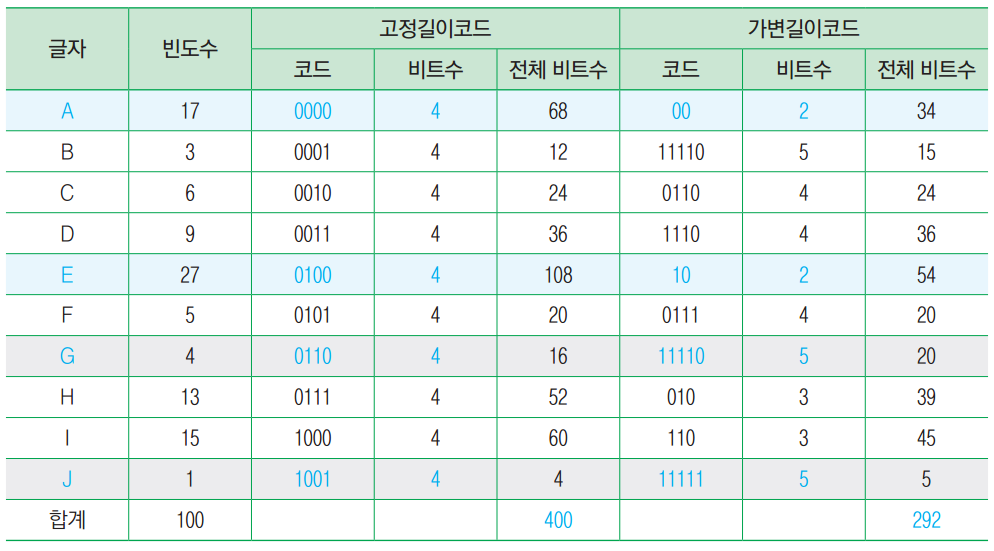 글자 빈도수 고정길이코드 가변길이코드
코드 비트수 전체 비트수 코드 비트수 전체 비트수
A 17 0000 4 68 00 2 34
B 3 0001 4 12 11110 5 15
C 6 0010 4 24 0110 4 24
D 9 0011 4 36 1110 4 36
E 27 0100 4 108 10 2 54
F 5 0101 4 20 0111 4 20
G 4 0110 4 16 11110 5 20
H 13 0111 4 52 010 3 39
I 15 1000 4 60 110 3 45
J 1 1001 4 4 11111 5 5
합계 100 400 292